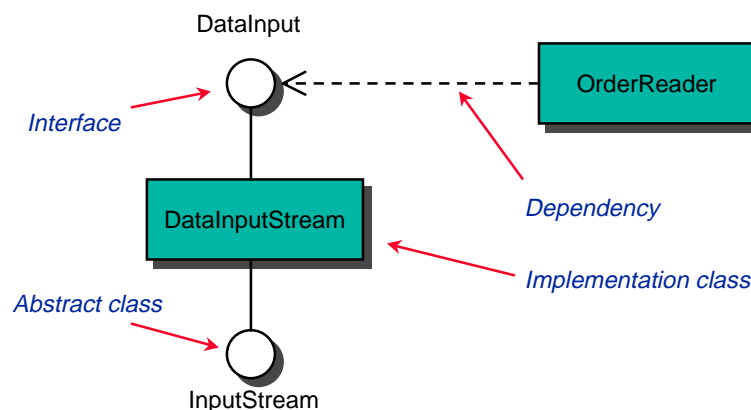 DataInput
OrderReader
Interface
DataInputStream
Dependency
Implementation class
Abstract class
InputStream